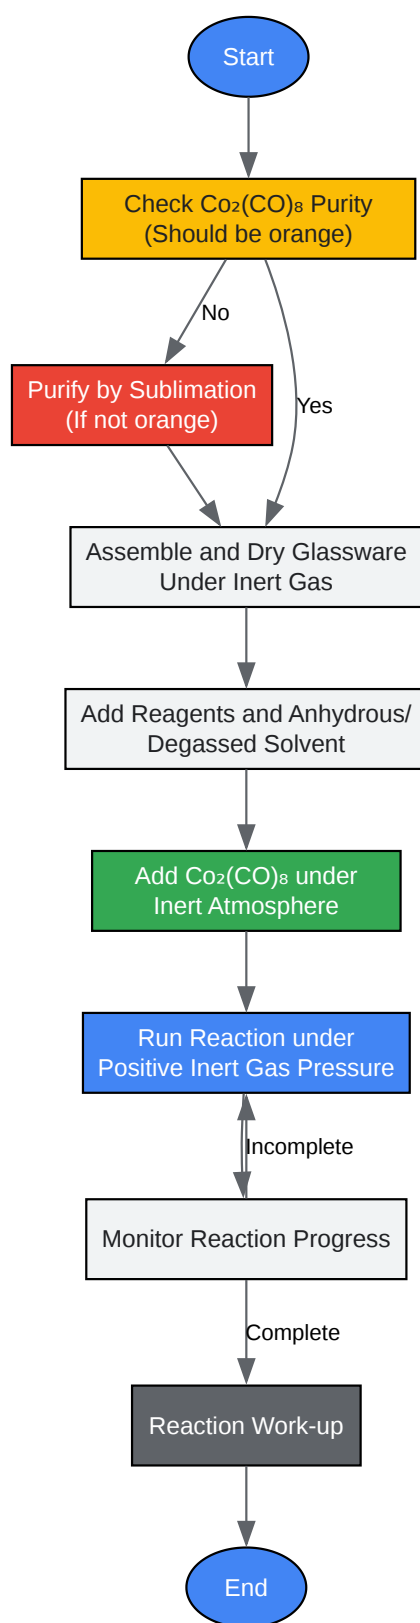 Start
Check Co₂(CO)₈ Purity
(Should be orange)
No
Purify by Sublimation
(If not orange)
Yes
Assemble and Dry Glassware
Under Inert Gas
Add Reagents and Anhydrous/
Degassed Solvent
Add Co₂(CO)₈ under
Inert Atmosphere
Run Reaction under
Positive Inert Gas Pressure
Incomplete
Monitor Reaction Progress
Complete
Reaction Work-up
End